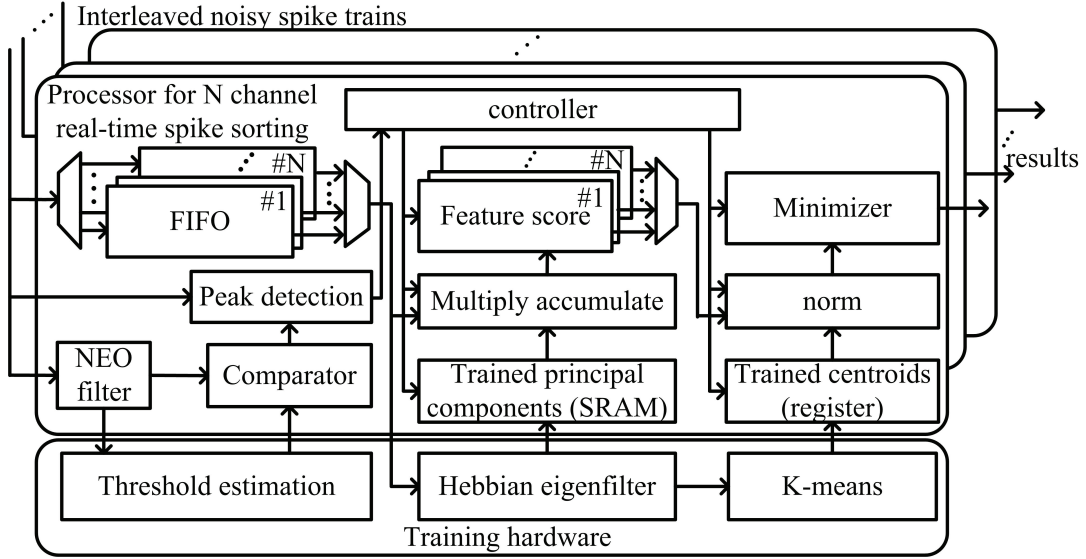 Interleaved noisy spike trains
Processor for N channel
real-time spike sorting
controller
#N
#1
FIFO
#N
#1
Feature score
Minimizer
results
Peak detection
Multiply accumulate
norm
NEO
filter
Comparator
Trained principal
components (SRAM)
Trained centroids
(register)
Threshold estimation
Hebbian eigenfilter
K-means
Training hardware